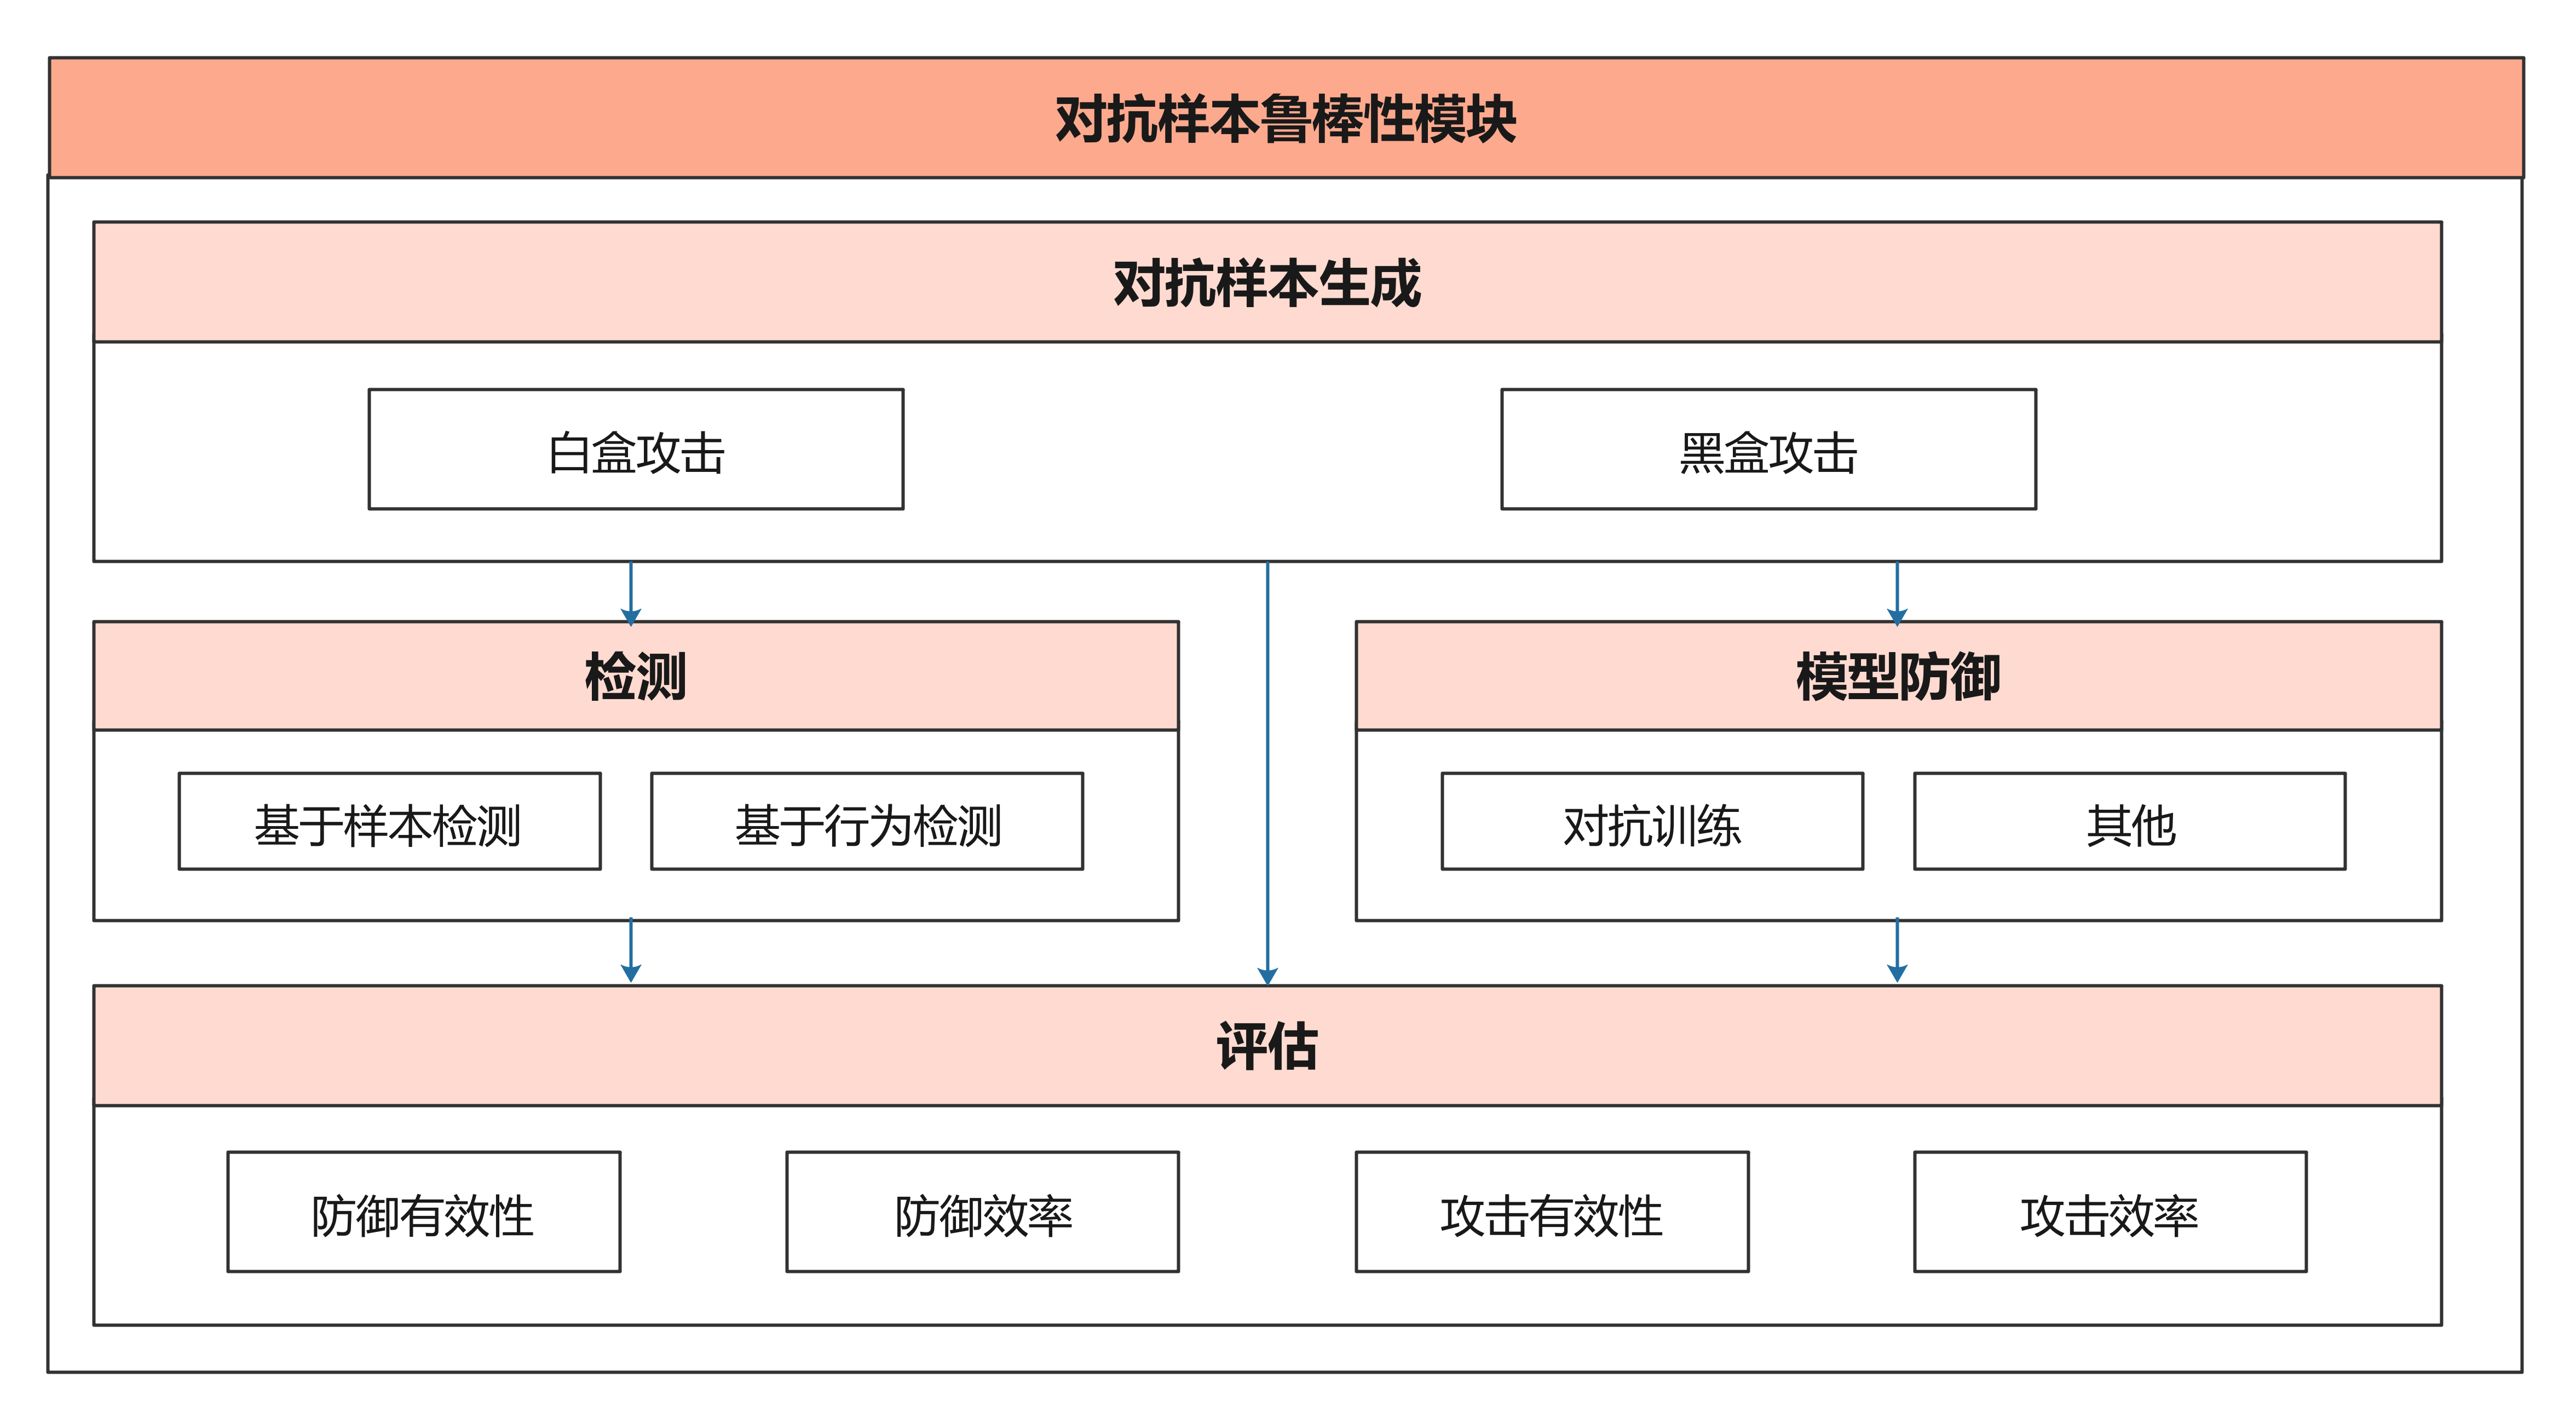 对抗样本鲁棒性模块
对抗样本生成
白盒攻击
黑盒攻击
检测
模型防御
基于样本检测
基于行为检测
对抗训练
其他
评估
防御有效性
防御效率
攻击有效性
攻击效率